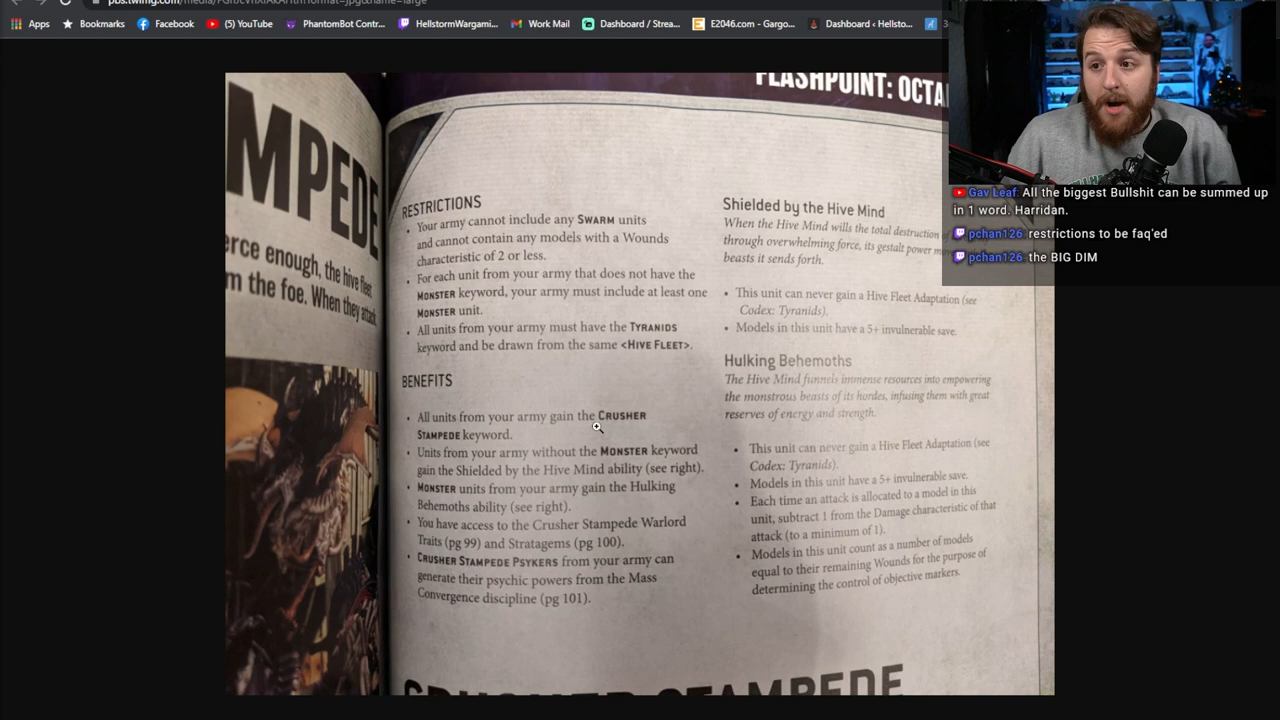 Apps
Bookmarks
Facebook
(5) YouTube
PhantomBot Contr...
HellstormWargami...
Work Mail
Dashboard / Strea...
E2046.com - Gargo...
Dashboard ‹ Hellsto...
Gav Leaf: All the biggest Bullshit can be summed up
in 1 word. Harridan.
pchan126: restrictions to be faq'ed
pchan126: the BIG DIM
FLASHPOINT: OCTA
MPEDE
erce enough, the hive fleet
m the foe. When they attack
RESTRICTIONS
• Your army cannot include any SWARM units
and cannot contain any models with a Wounds
characteristic of 2 or less.
• For each unit from your army that does not have the
MONSTER keyword, your army must include at least one
MONSTER unit.
• All units from your army must have the TYRANIDS
keyword and be drawn from the same <HIVE FLEET>.
BENEFITS
• All units from your army gain the CRUSHER
STAMPEDE keyword.
• Units from your army without the MONSTER keyword
gain the Shielded by the Hive Mind ability (see right).
• MONSTER units from your army gain the Hulking
Behemoths ability (see right).
• You have access to the Crusher Stampede Warlord
Traits (pg 99) and Stratagems (pg 100).
• CRUSHER STAMPEDE PSYKERS from your army can
generate their psychic powers from the Mass
Convergence discipline (pg 101).
Shielded by the Hive Mind
When the Hive Mind wills the total destruction
through overwhelming force, its gestalt power
beasts it sends forth.
• This unit can never gain a Hive Fleet Adaptation (see
Codex: Tyranids).
• Models in this unit have a 5+ invulnerable save.
Hulking Behemoths
The Hive Mind funnels immense resources into empowering
the monstrous beasts of its hordes, infusing them with great
reserves of energy and strength.
• This unit can never gain a Hive Fleet Adaptation (see
Codex: Tyranids).
• Models in this unit have a 5+ invulnerable save.
• Each time an attack is allocated to a model in this
unit, subtract 1 from the Damage characteristic of that
attack (to a minimum of 1).
• Models in this unit count as a number of models
equal to their remaining Wounds for the purpose of
determining the control of objective markers.
CRUSHER STAMPEDE